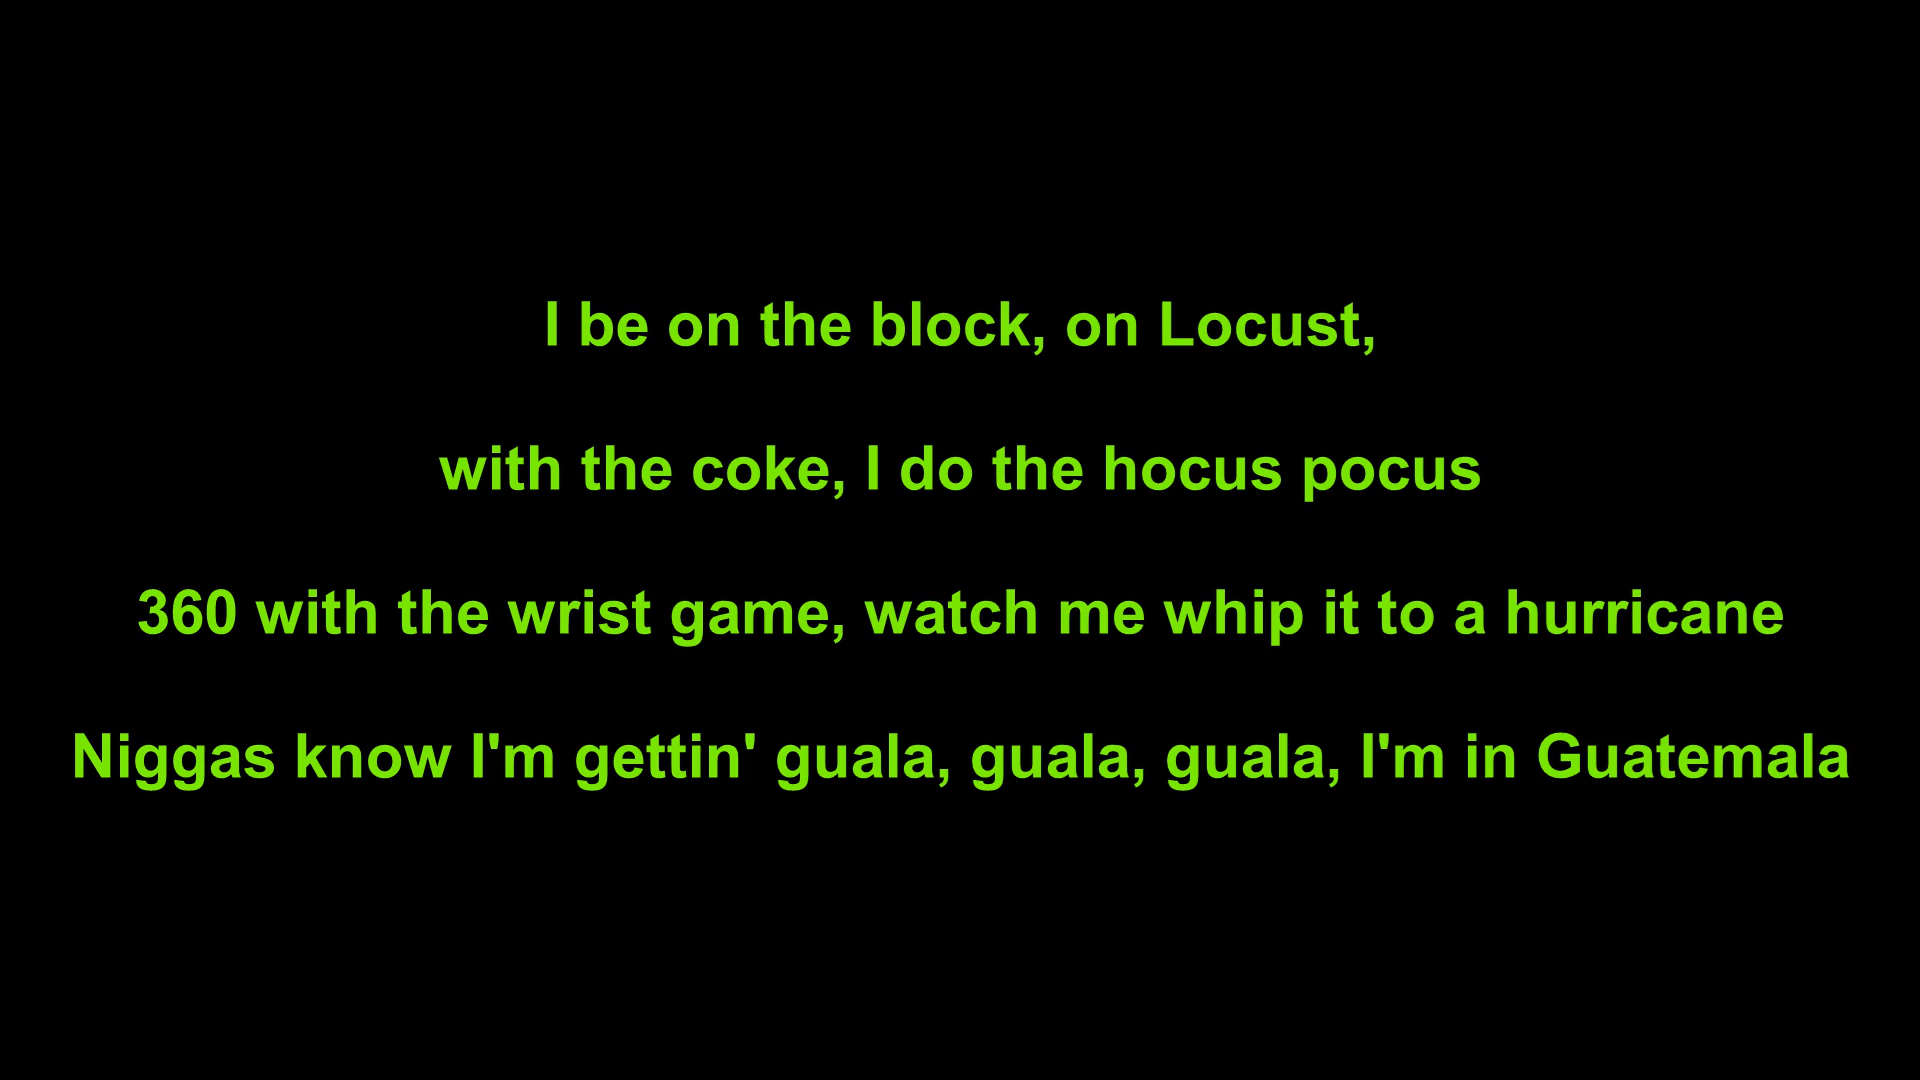 I be on the block, on Locust,
with the coke, I do the hocus pocus
360 with the wrist game, watch me whip it to a hurricane
Niggas know I'm gettin' guala, guala, guala, I'm in Guatemala